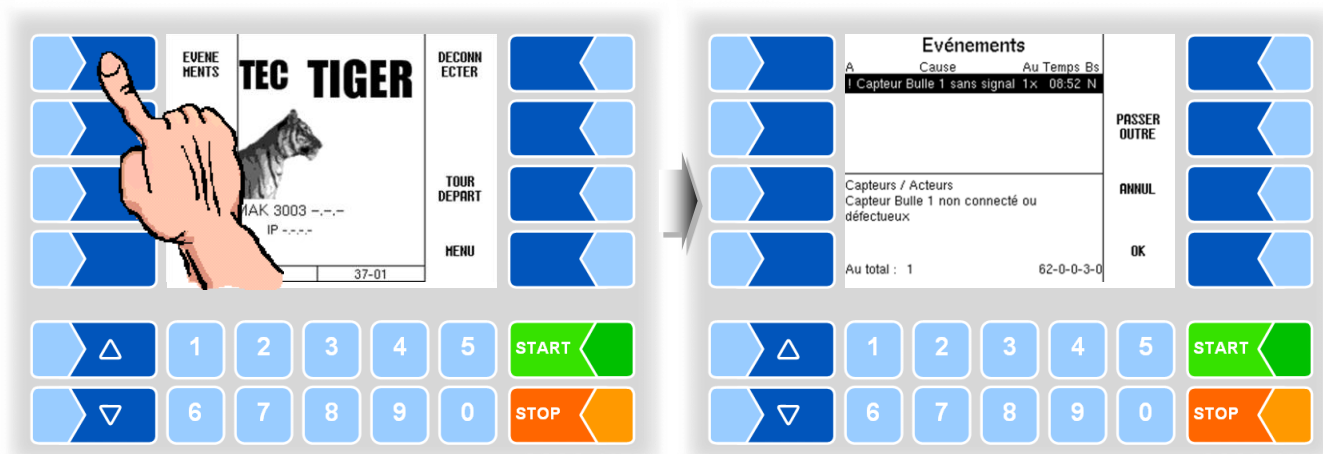 EVENE
MENTS
TEC TIGER
DECONN
ECTER
TOUR
DEPART
MAK 3003 -.-.-
IP -.-.-.-
MENU
37-01
1 2 3 4 5 START
6 7 8 9 0 STOP
Evénements
A Cause Au Temps Bs
! Capteur Bulle 1 sans signal 1x 08:52 N
PASSER
OUTRE
Capteurs / Acteurs
Capteur Bulle 1 non connecté ou
défectueux
ANNUL
OK
Au total : 1 62-0-0-3-0
1 2 3 4 5 START
6 7 8 9 0 STOP